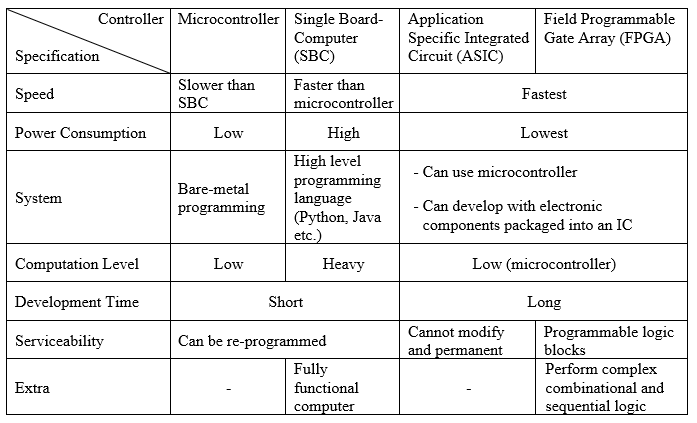 Controller
Specification
Microcontroller
Single Board-
Computer
(SBC)
Application
Specific Integrated
Circuit (ASIC)
Field Programmable
Gate Array (FPGA)
Speed
Slower than
SBC
Faster than
microcontroller
Fastest
Power Consumption
Low
High
Lowest
System
Bare-metal
programming
High level
programming
language
(Python, Java
etc.)
- Can use microcontroller
- Can develop with electronic
components packaged into an IC
Computation Level
Low
Heavy
Low (microcontroller)
Development Time
Short
Long
Serviceability
Can be re-programmed
Cannot modify
and permanent
Programmable logic
blocks
Extra
-
Fully
functional
computer
-
Perform complex
combinational and
sequential logic